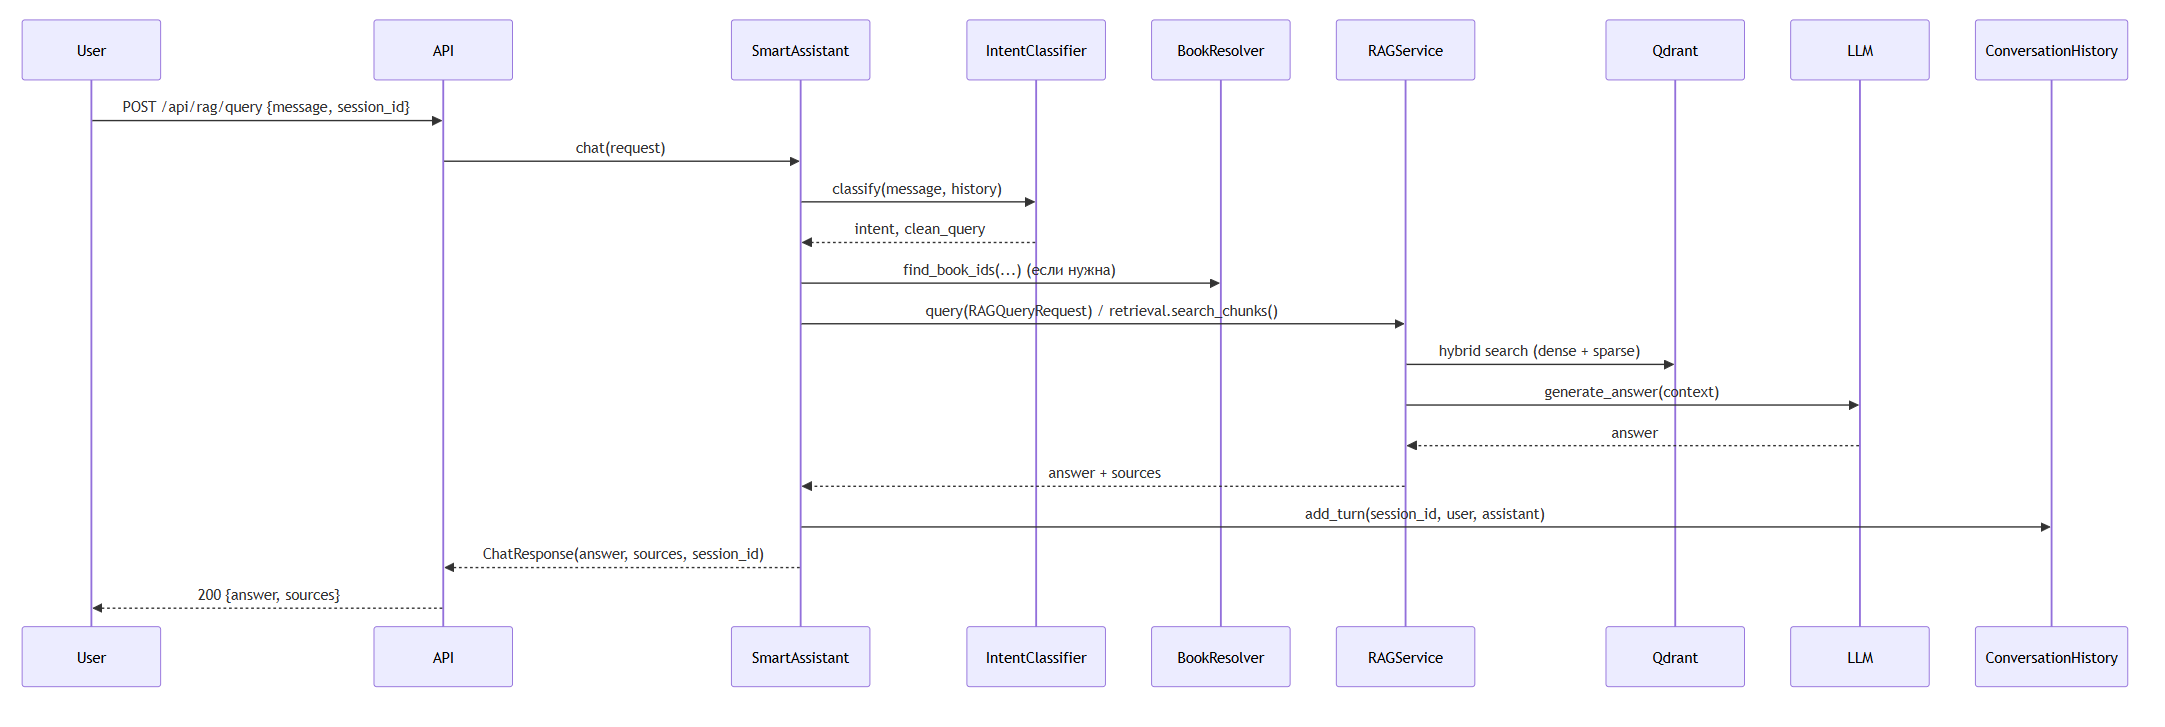 User
API
SmartAssistant
IntentClassifier
BookResolver
RAGService
Qdrant
LLM
ConversationHistory
POST /api/rag/query {message, session_id}
chat(request)
classify(message, history)
intent, clean_query
find_book_ids(...) (если нужна)
query(RAGQueryRequest) / retrieval.search_chunks()
hybrid search (dense + sparse)
generate_answer(context)
answer
answer + sources
add_turn(session_id, user, assistant)
ChatResponse(answer, sources, session_id)
200 {answer, sources}
User
API
SmartAssistant
IntentClassifier
BookResolver
RAGService
Qdrant
LLM
ConversationHistory